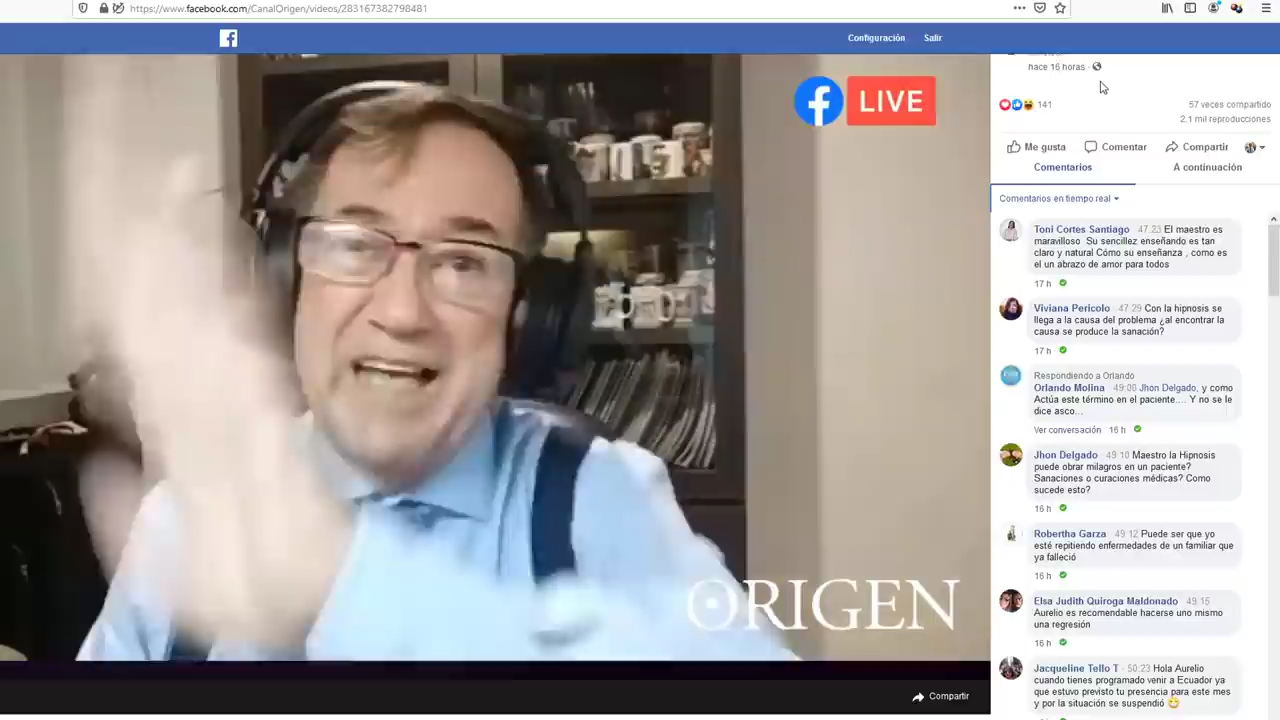 https://www.facebook.com/CanalOrigen/videos/283167382798481
Configuración
Salir
LIVE
ORIGEN
Compartir
hace 16 horas ·
141
57 veces compartido
2.1 mil reproducciones
Me gusta
Comentar
Compartir
Comentarios
A continuación
Comentarios en tiempo real
Toni Cortes Santiago 47:23 El maestro es
maravilloso Su sencillez enseñando es tan
claro y natural Cómo su enseñanza , como es
el un abrazo de amor para todos
17 h
Viviana Pericolo 47:29 Con la hipnosis se
llega a la causa del problema ¿al encontrar la
causa se produce la sanación?
17 h
Respondiendo a Orlando
Orlando Molina 49:00 Jhon Delgado, y como
Actúa este término en el paciente.... Y no se le
dice asco...
Ver conversación 16 h
Jhon Delgado 49:10 Maestro la Hipnosis
puede obrar milagros en un paciente?
Sanaciones o curaciones médicas? Como
sucede esto?
16 h
Robertha Garza 49:12 Puede ser que yo
esté repitiendo enfermedades de un familiar que
ya falleció
16 h
Elsa Judith Quiroga Maldonado 49:15
Aurelio es recomendable hacerse uno mismo
una regresión
16 h
Jacqueline Tello T · 50:23 Hola Aurelio
cuando tienes programado venir a Ecuador ya
que estuvo previsto tu presencia para este mes
y por la situación se suspendió